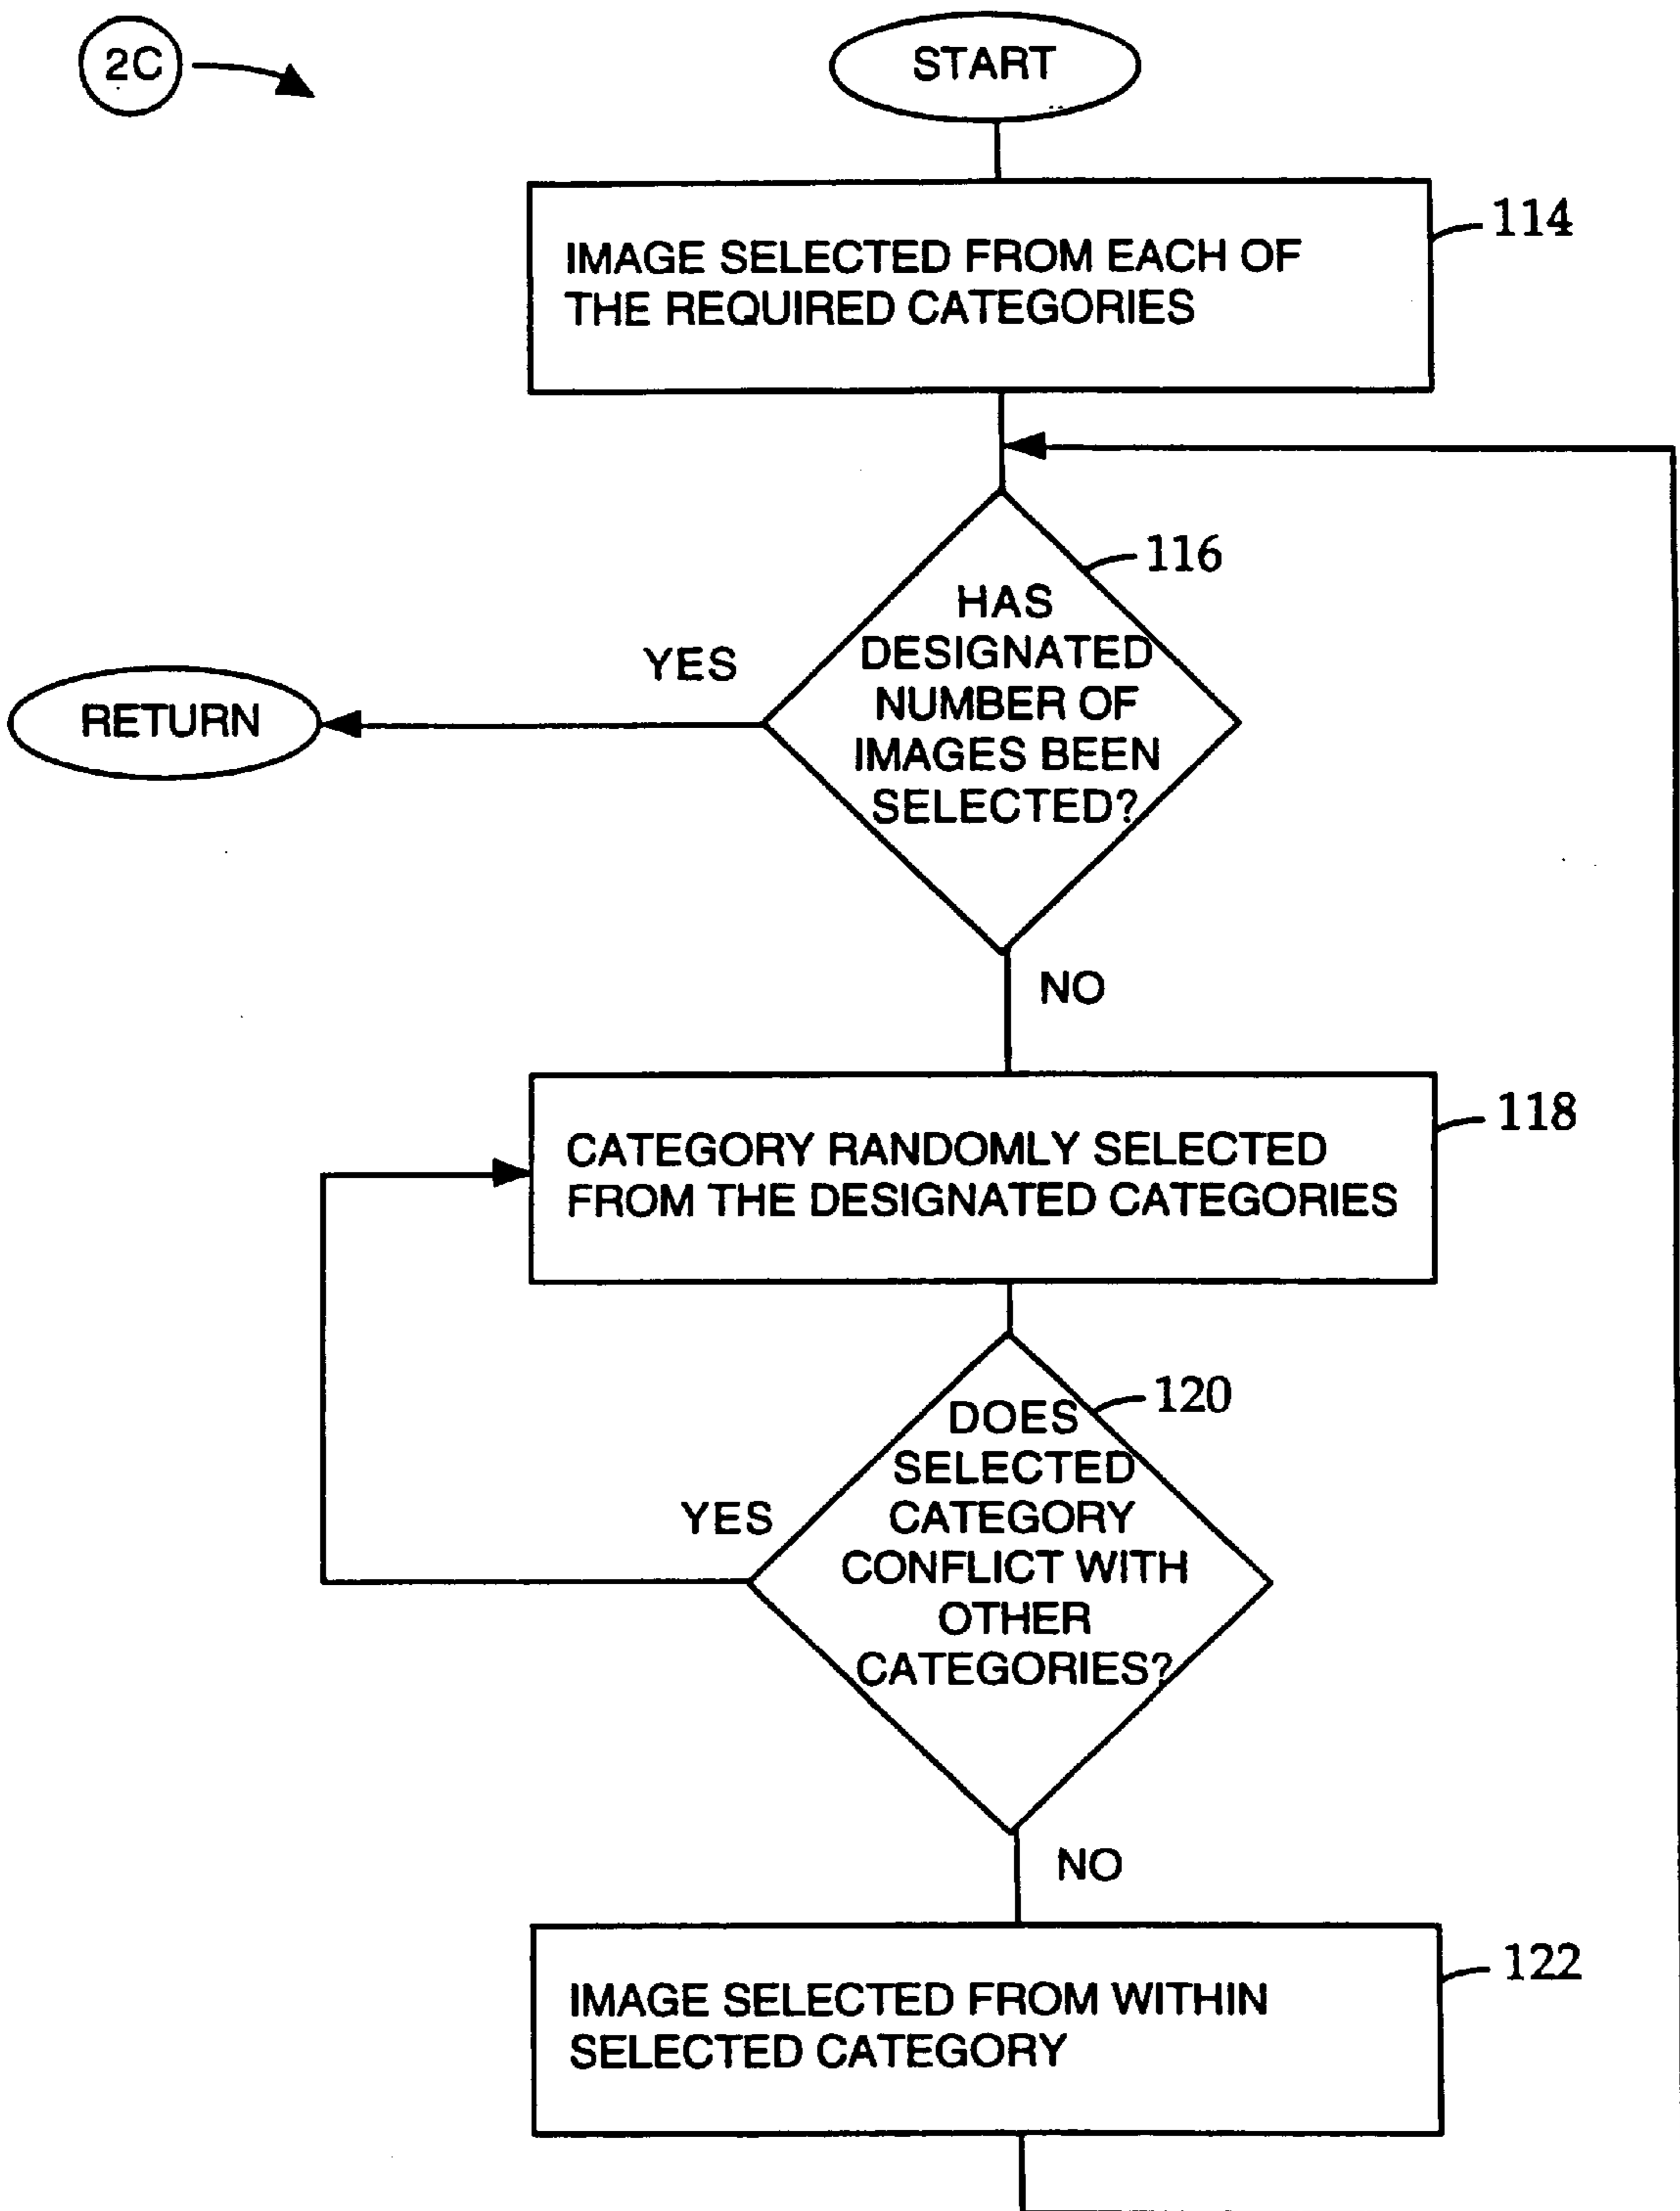 2C
START
114
IMAGE SELECTED FROM EACH OF
THE REQUIRED CATEGORIES
116
HAS
DESIGNATED
NUMBER OF
IMAGES BEEN
SELECTED?
YES
RETURN
NO
118
CATEGORY RANDOMLY SELECTED
FROM THE DESIGNATED CATEGORIES
120
DOES
SELECTED
CATEGORY
CONFLICT WITH
OTHER
CATEGORIES?
YES
NO
122
IMAGE SELECTED FROM WITHIN
SELECTED CATEGORY